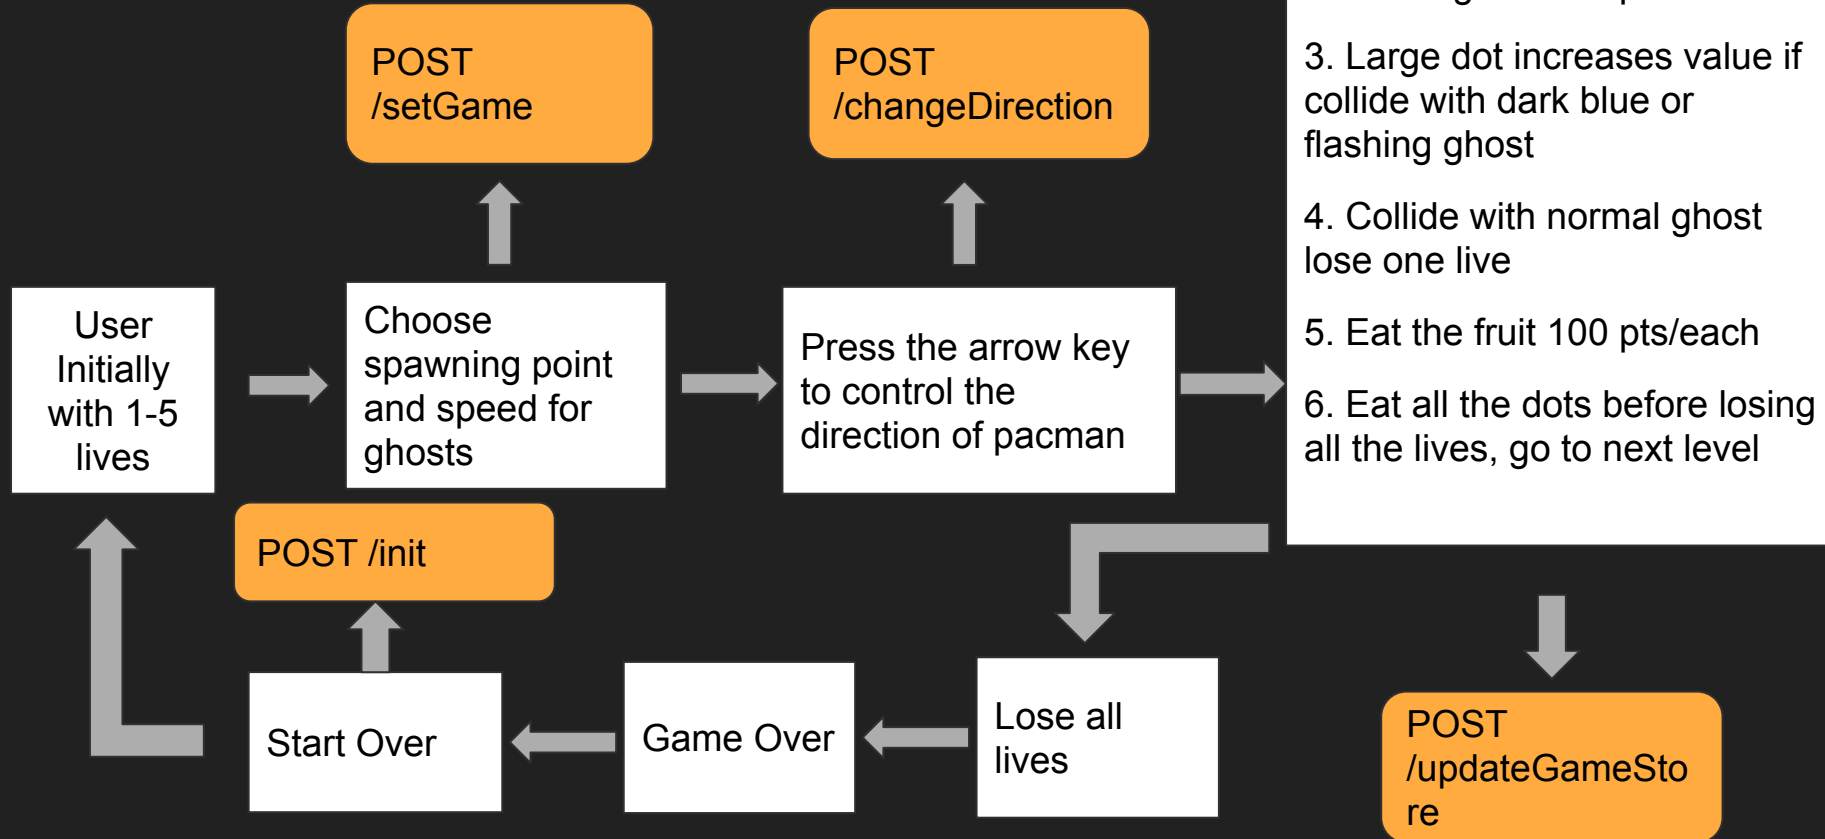 POST
/setGame
POST
/changeDirection
3. Large dot increases value if
collide with dark blue or
flashing ghost
4. Collide with normal ghost
lose one live
5. Eat the fruit 100 pts/each
6. Eat all the dots before losing
all the lives, go to next level
User
Initially
with 1-5
lives
Choose
spawning point
and speed for
ghosts
Press the arrow key
to control the
direction of pacman
POST /init
Start Over
Game Over
Lose all
lives
POST
/updateGameSto
re